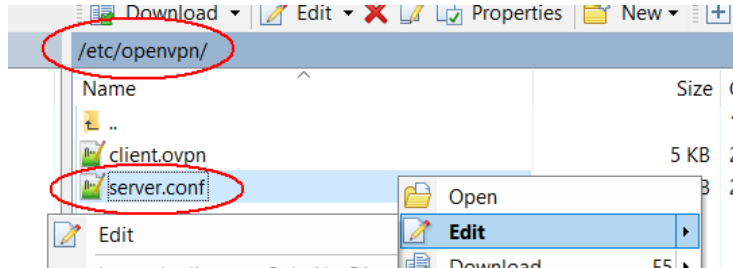 Download Edit Properties New
/etc/openvpn/
Name Size
..
client.ovpn 5 KB
server.conf
Open
Edit Edit
Download F5